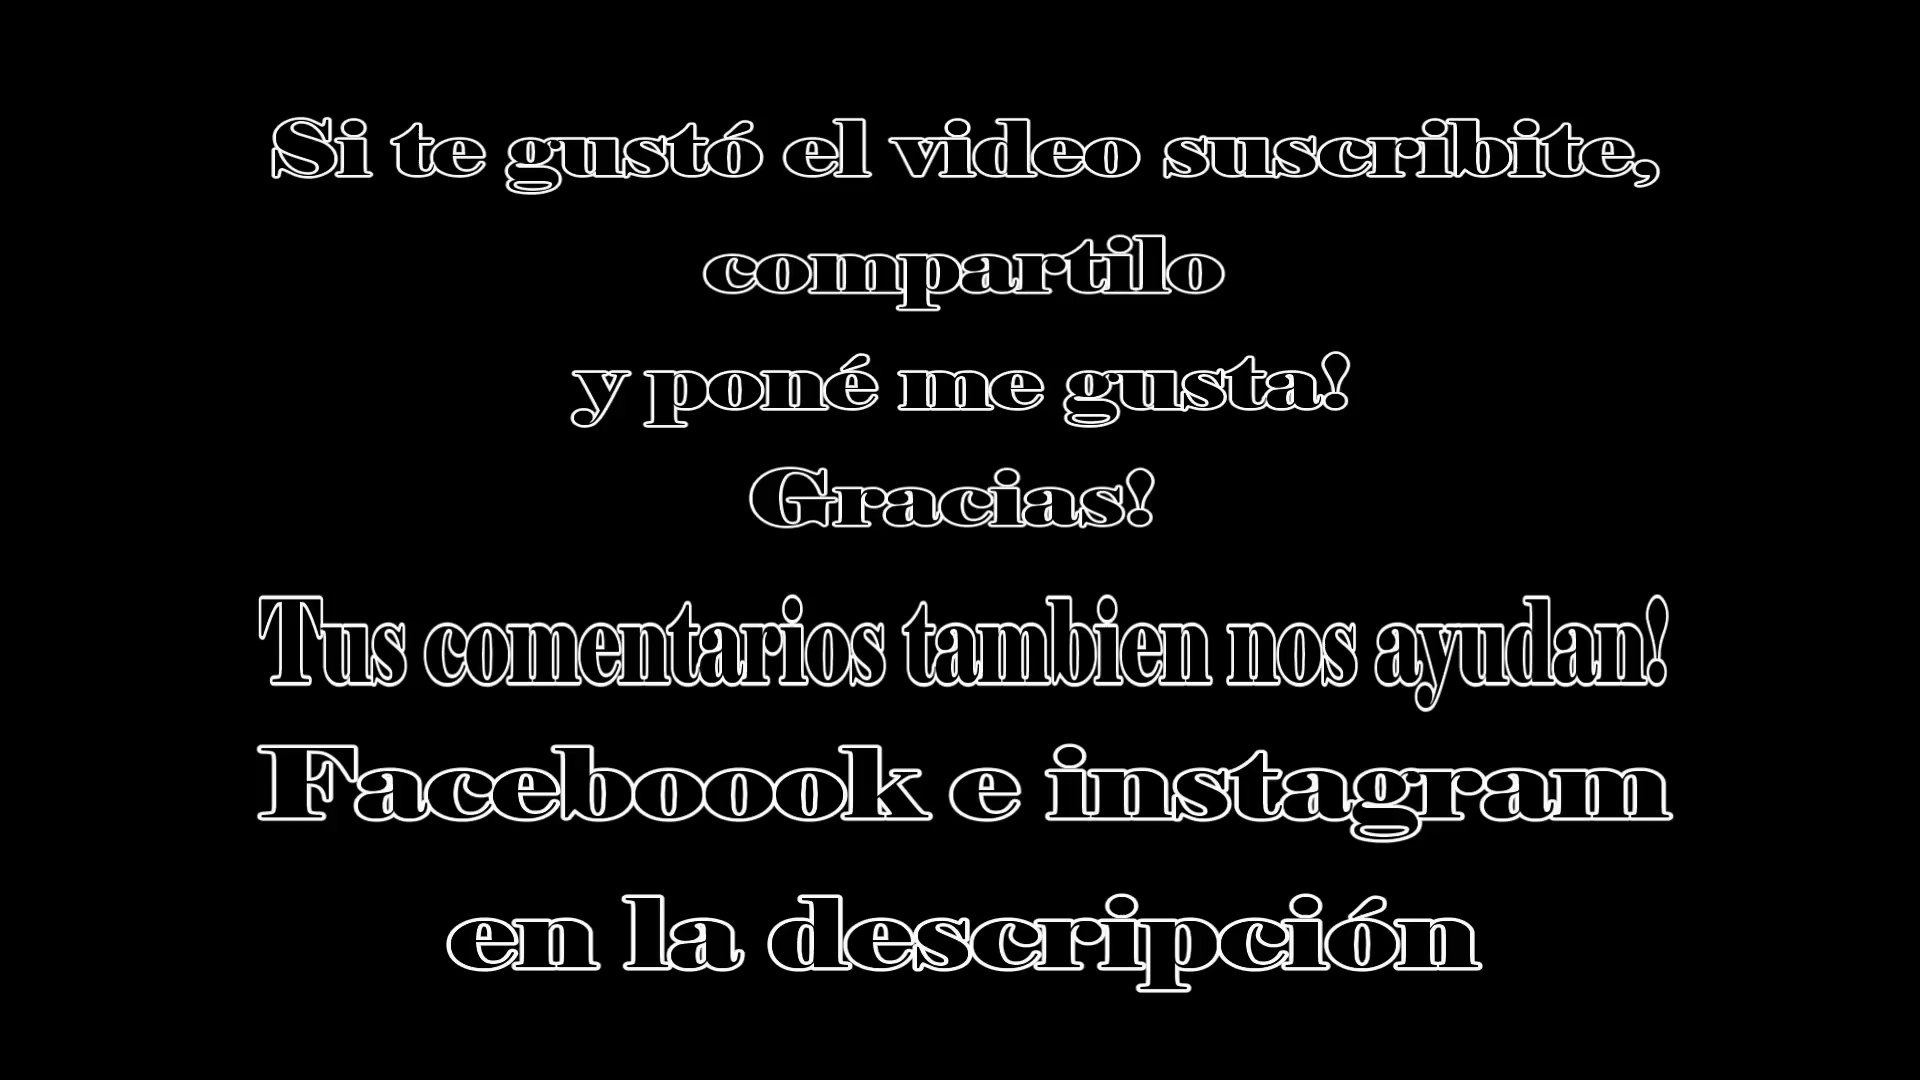 Si te gustó el video suscribite,
compartilo
y poné me gusta!
Gracias!
Tus comentarios tambien nos ayudan!
Faceboook e instagram
en la descripción